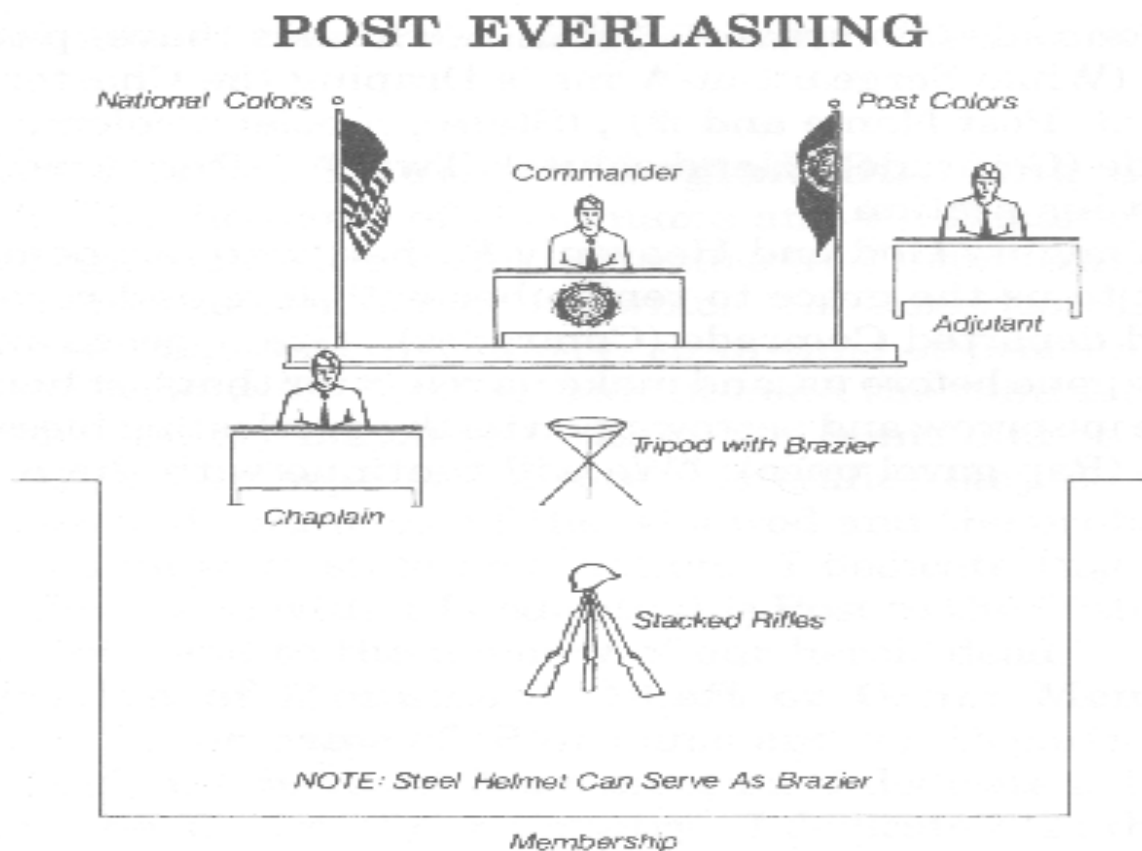 POST EVERLASTING
National Colors
Post Colors
Commander
Adjutant
Tripod with Brazier
Chaplain
Stacked Rifles
NOTE: Steel Helmet Can Serve As Brazier
Membership